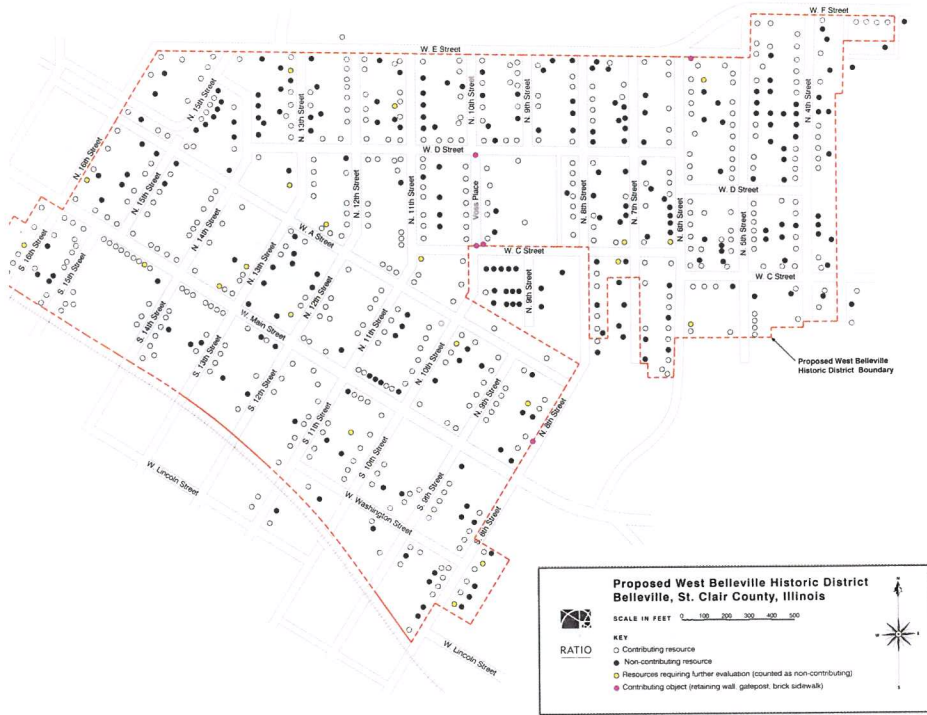 W. F Street
W. E Street
N. 15th Street
N. 13th Street
N. 10th Street
N. 9th Street
N. 4th Street
N. 16th Street
W. D Street
N. 15th Street
N. 12th Street
N. 11th Street
Voss Place
N. 8th Street
N. 7th Street
W. D Street
N. 14th Street
W. A Street
N. 6th Street
N. 5th Street
S. 16th Street
S. 15th Street
N. 13th Street
W. C Street
W. C Street
N. 12th Street
N. 9th Street
S. 14th Street
W. Main Street
N. 11th Street
S. 13th Street
N. 10th Street
Proposed West Belleville
Historic District Boundary
S. 12th Street
N. 9th Street
N. 8th Street
S. 11th Street
S. 10th Street
W. Lincoln Street
S. 9th Street
W. Washington Street
S. 8th Street
W. Lincoln Street
Proposed West Belleville Historic District
Belleville, St. Clair County, Illinois
SCALE IN FEET 0 100 200 300 400 500
RATIO
KEY
Contributing resource
Non-contributing resource
Resources requiring further evaluation (counted as non-contributing)
Contributing object (retaining wall, gatepost, brick sidewalk)